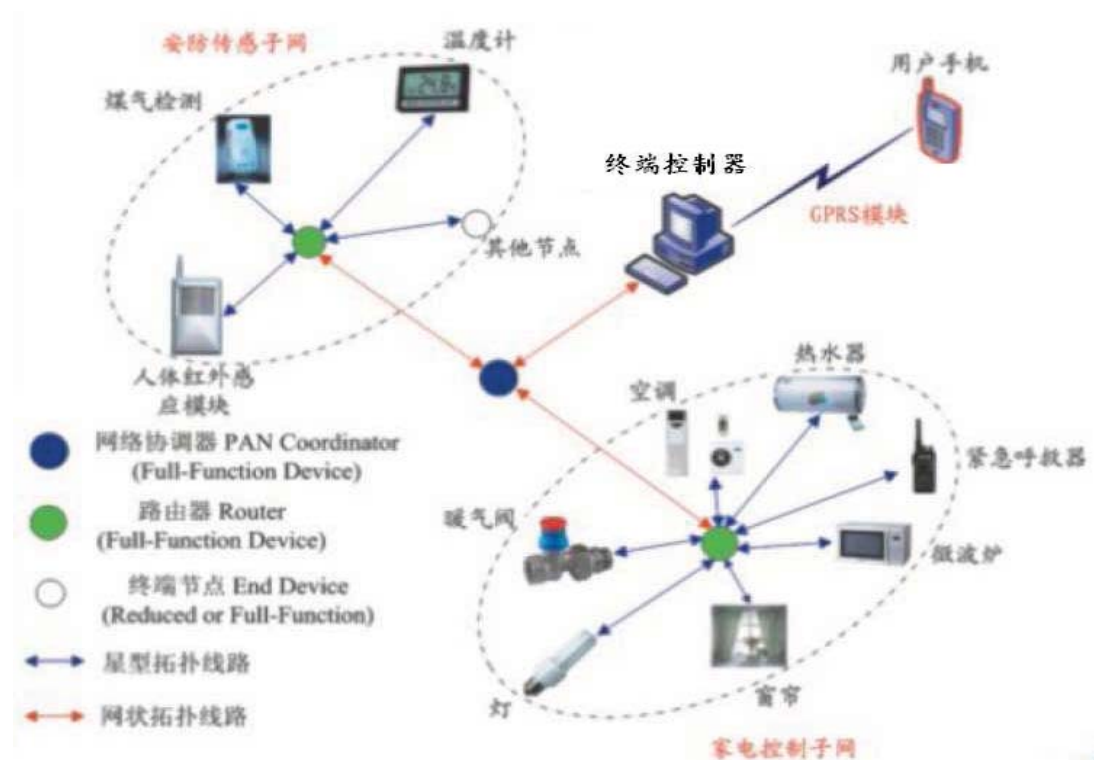 安防传感子网
温度计
煤气检测
24.8
用户手机
终端控制器
GPRS模块
其他节点
人体红外感
应模块
热水器
空调
紧急呼救器
暖气阀
微波炉
灯
窗帘
家电控制子网
网络协调器 PAN Coordinator
(Full-Function Device)
路由器 Router
(Full-Function Device)
终端节点 End Device
(Reduced or Full-Function)
星型拓扑线路
网状拓扑线路